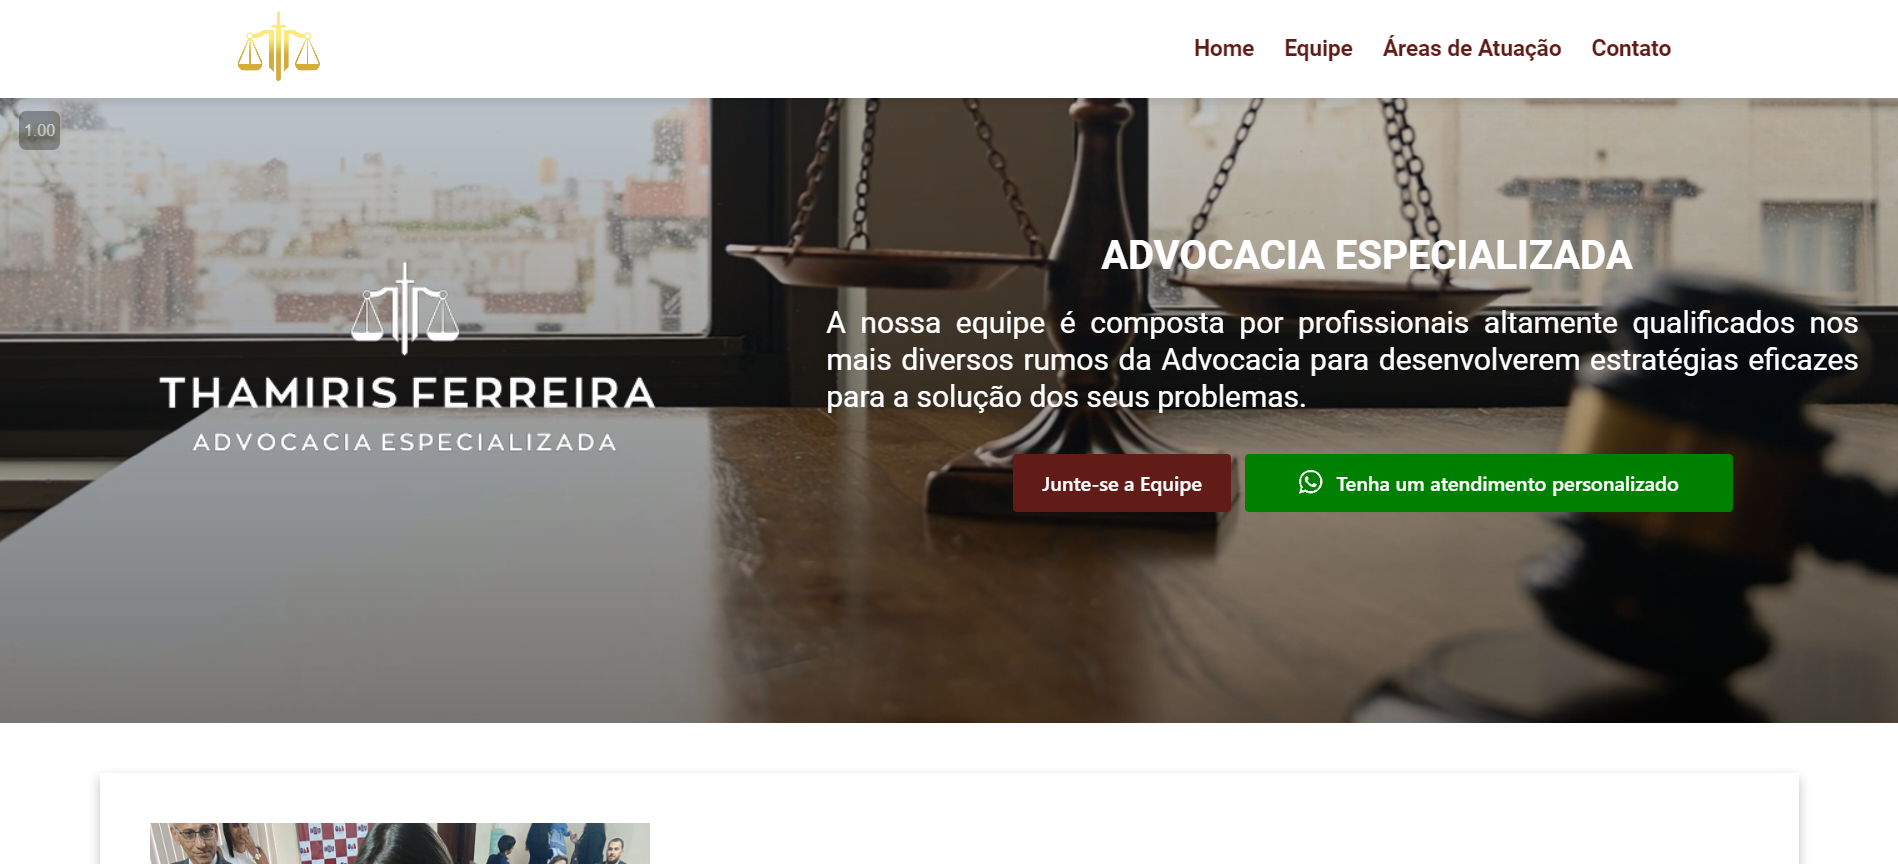 Home Equipe Áreas de Atuação Contato
1.00
THAMIRIS FERREIRA
ADVOCACIA ESPECIALIZADA
ADVOCACIA ESPECIALIZADA
A nossa equipe é composta por profissionais altamente qualificados nos
mais diversos rumos da Advocacia para desenvolverem estratégias eficazes
para a solução dos seus problemas.
Junte-se a Equipe
Tenha um atendimento personalizado